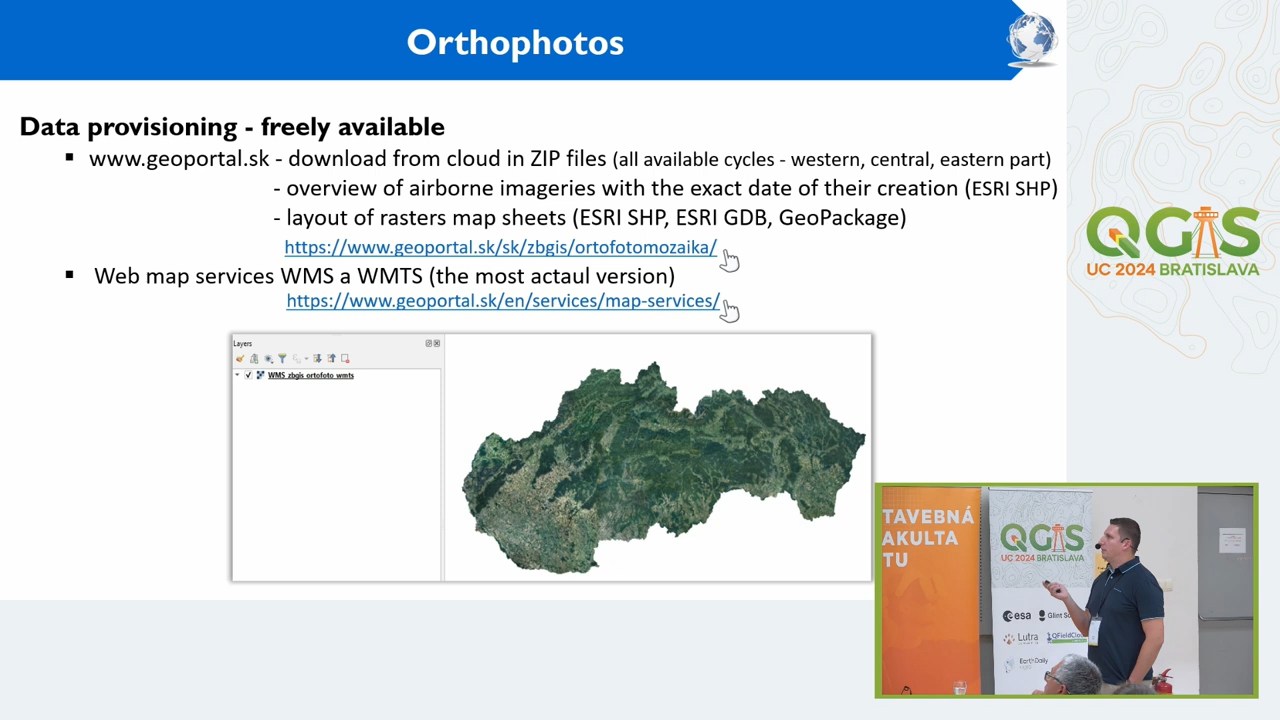 Orthophotos
Data provisioning - freely available
▪ www.geoportal.sk - download from cloud in ZIP files (all available cycles - western, central, eastern part)
- overview of airborne imageries with the exact date of their creation (ESRI SHP)
- layout of rasters map sheets (ESRI SHP, ESRI GDB, GeoPackage)
https://www.geoportal.sk/sk/zbgis/ortofotomozaika/
▪ Web map services WMS a WMTS (the most actaul version)
https://www.geoportal.sk/en/services/map-services/
Layers
WMS_zbgis_ortofoto_wmts
QGIS
UC 2024 BRATISLAVA
TAVEBNÁ
AKULTA
TU
QGIS
UC 2024 BRATISLAVA
esa
Glint
Lutra
QFieldCloud
EarthDaily